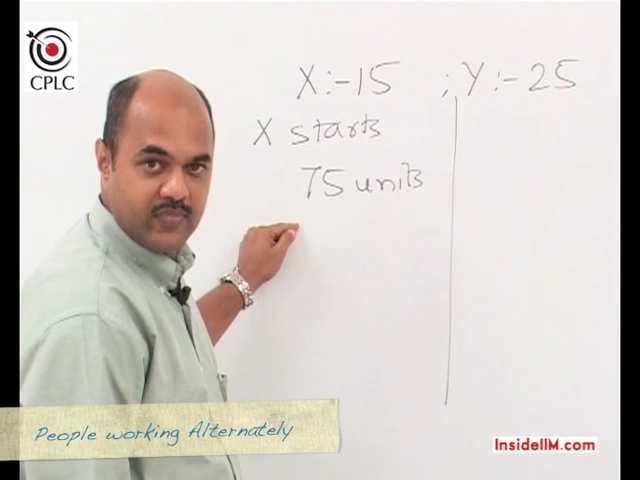 CPLC
X:-15 ; Y:-25
X starts
75 units
People working Alternately
InsideIIM.com